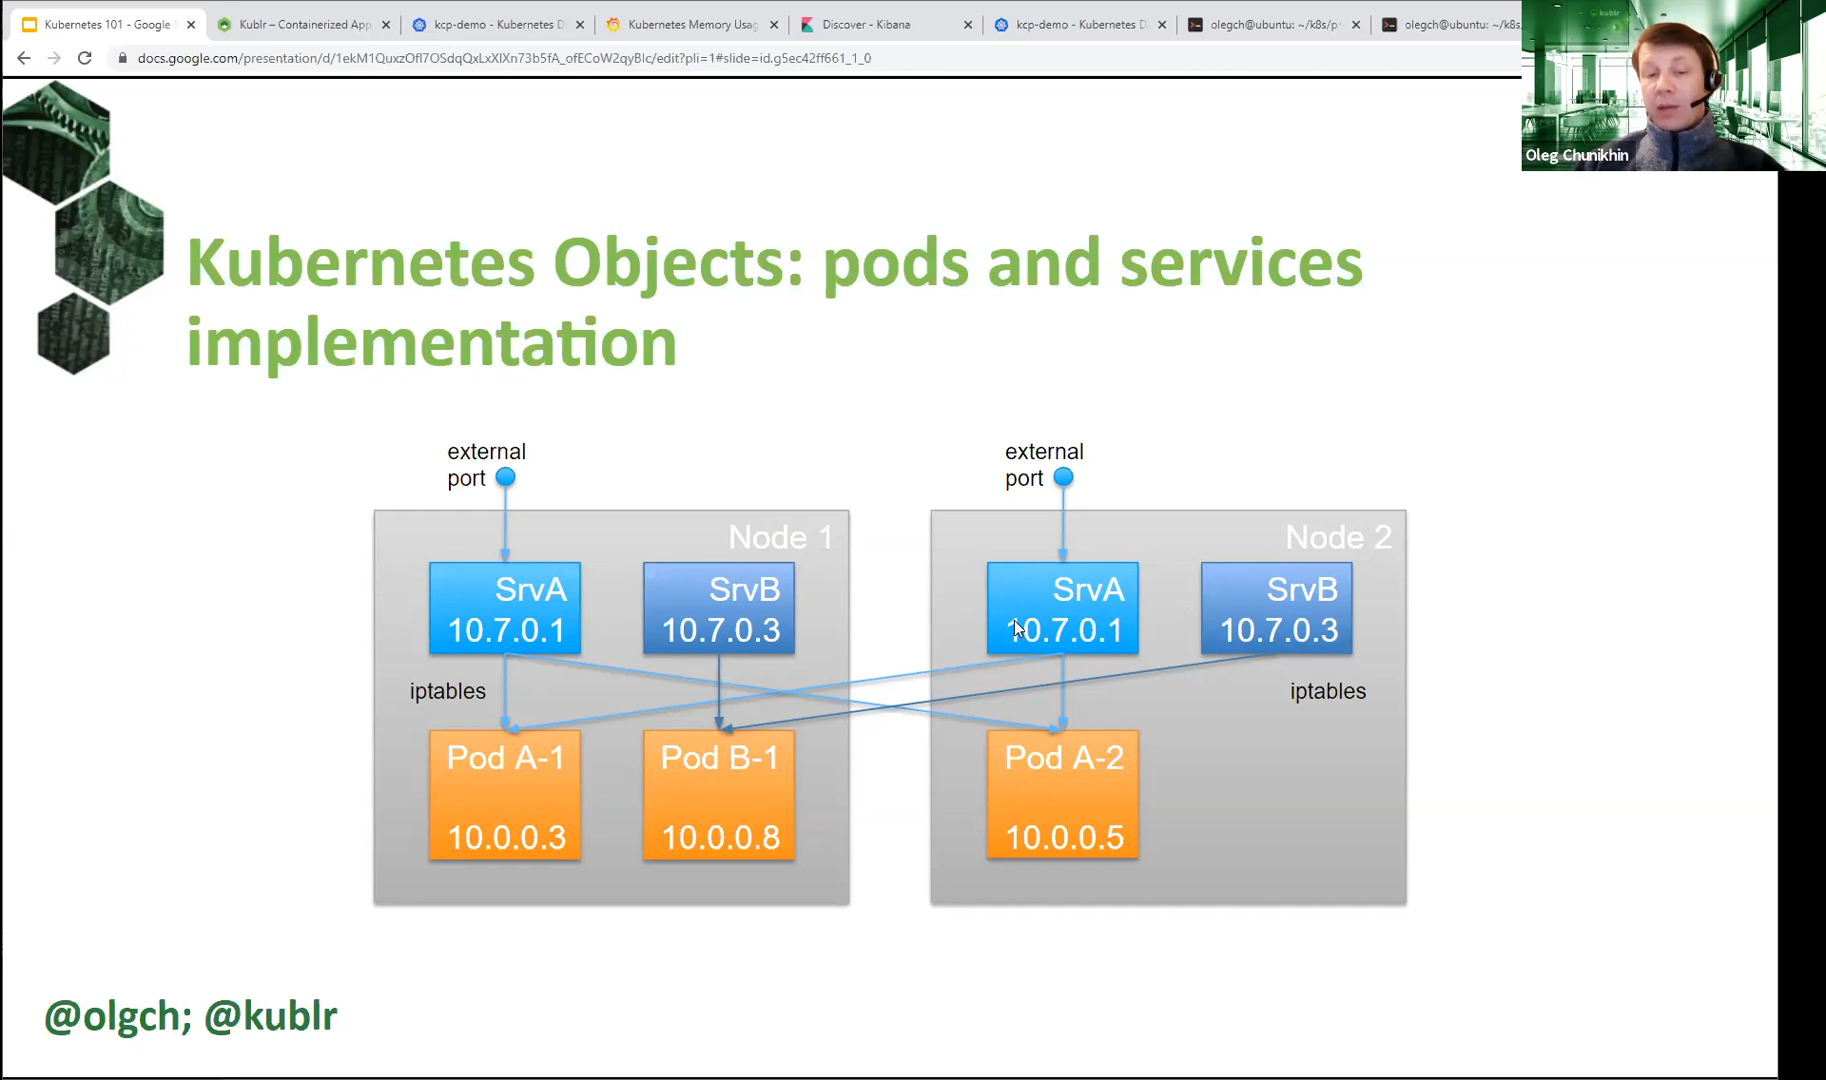 Kubernetes 101 - Google S
Kublr – Containerized App
kcp-demo - Kubernetes D
Kubernetes Memory Usag
Discover - Kibana
kcp-demo - Kubernetes D
olegch@ubuntu: ~/k8s/p
olegch@ubuntu: ~/k8s,
docs.google.com/presentation/d/1ekM1QuxzOfl7OSdqQxLxXlXn73b5fA_ofECoW2qyBlc/edit?pli=1#slide=id.g5ec42ff661_1_0
kublr
Oleg Chunikhin
Kubernetes Objects: pods and services
implementation
external
port
external
port
Node 1
Node 2
SrvA
10.7.0.1
SrvB
10.7.0.3
SrvA
10.7.0.1
SrvB
10.7.0.3
iptables
iptables
Pod A-1
10.0.0.3
Pod B-1
10.0.0.8
Pod A-2
10.0.0.5
@olgch; @kublr